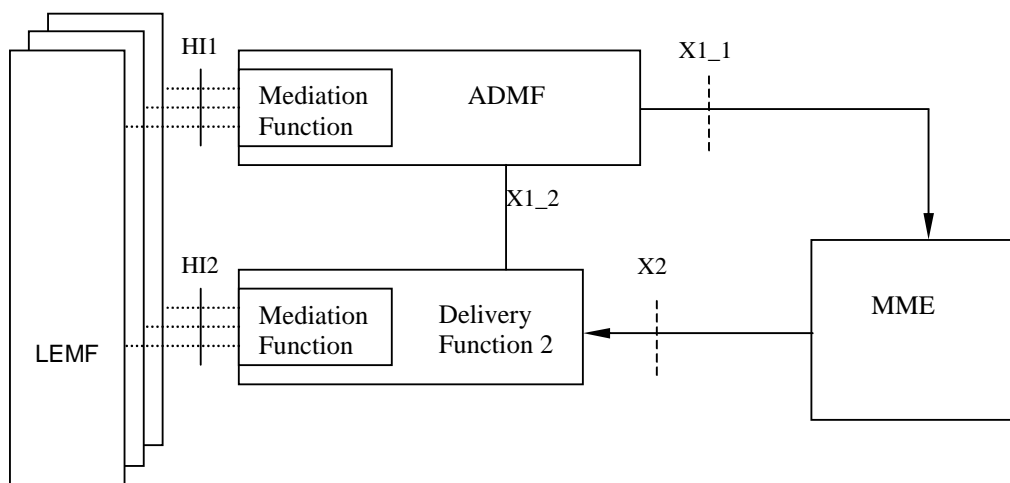 HI1
X1_1
Mediation
Function
ADMF
X1_2
HI2
X2
Mediation
Function
Delivery
Function 2
MME
LEMF